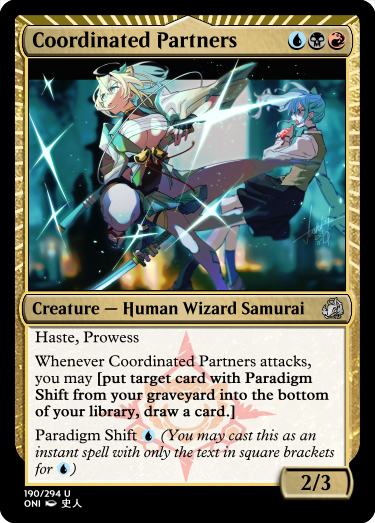 Coordinated Partners
Creature — Human Wizard Samurai
Haste, Prowess
Whenever Coordinated Partners attacks,
you may [put target card with Paradigm
Shift from your graveyard into the bottom
of your library, draw a card.]
Paradigm Shift (You may cast this as an
instant spell with only the text in square brackets
for )
2/3
190/294 U
ONI 史人